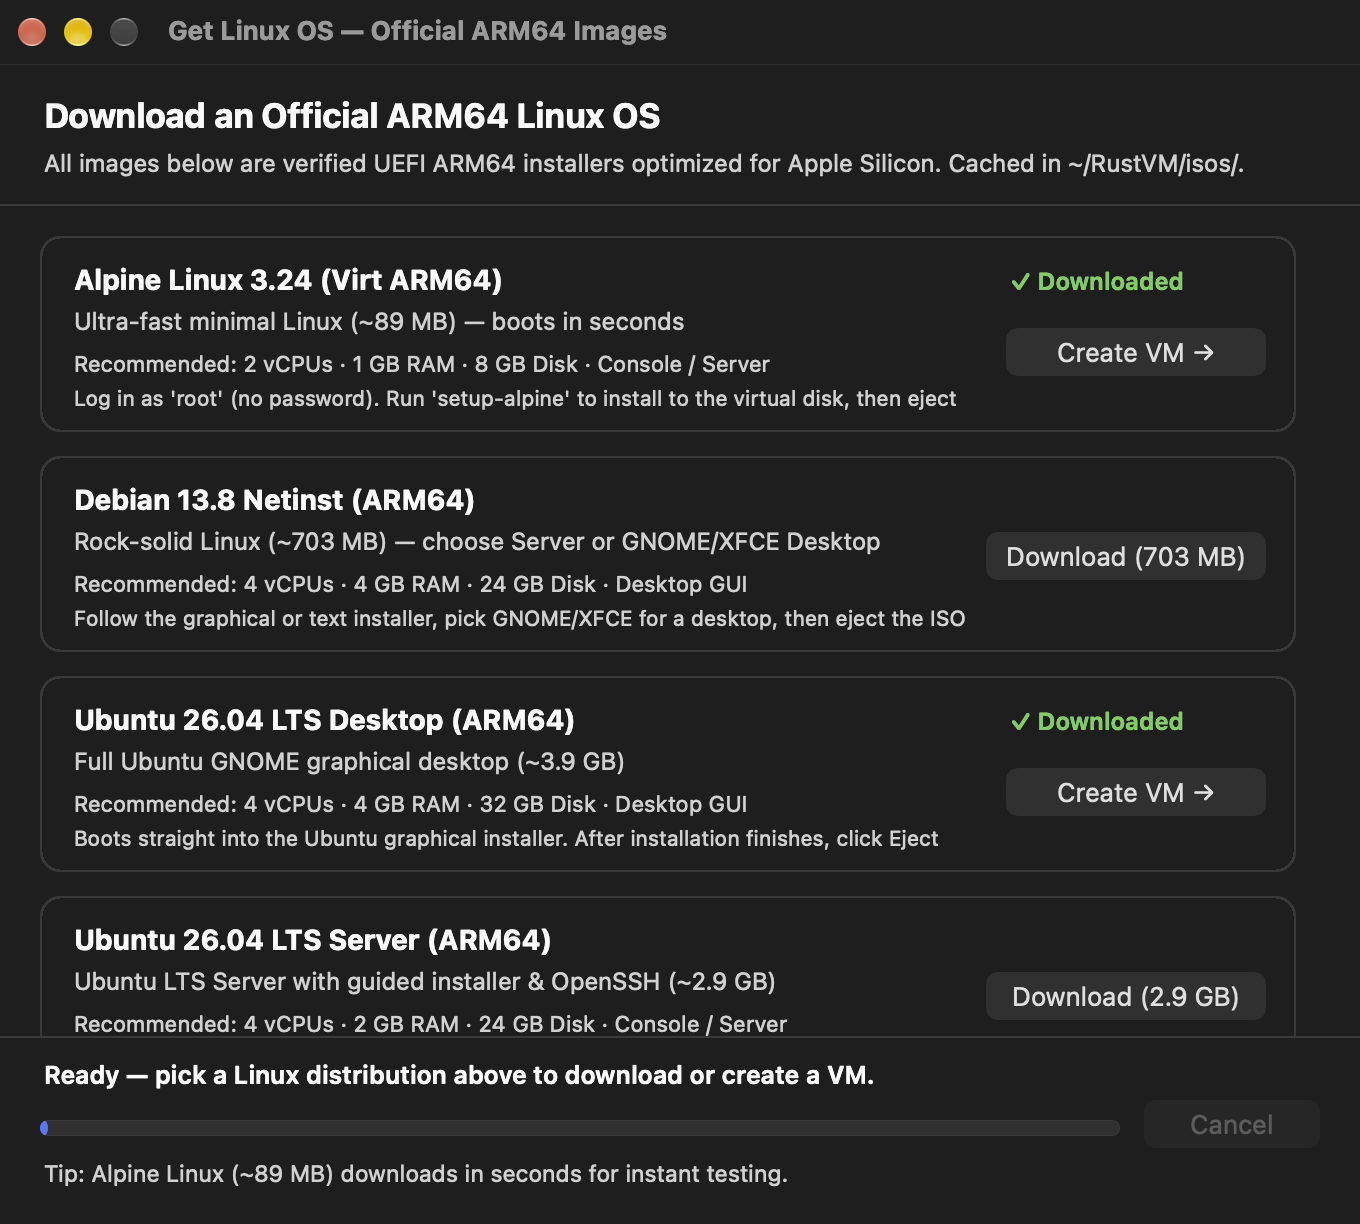 Get Linux OS — Official ARM64 Images
Download an Official ARM64 Linux OS
All images below are verified UEFI ARM64 installers optimized for Apple Silicon. Cached in ~/RustVM/isos/.
Alpine Linux 3.24 (Virt ARM64)
✓ Downloaded
Ultra-fast minimal Linux (~89 MB) — boots in seconds
Create VM →
Recommended: 2 vCPUs · 1 GB RAM · 8 GB Disk · Console / Server
Log in as 'root' (no password). Run 'setup-alpine' to install to the virtual disk, then eject
Debian 13.8 Netinst (ARM64)
Rock-solid Linux (~703 MB) — choose Server or GNOME/XFCE Desktop
Download (703 MB)
Recommended: 4 vCPUs · 4 GB RAM · 24 GB Disk · Desktop GUI
Follow the graphical or text installer, pick GNOME/XFCE for a desktop, then eject the ISO
Ubuntu 26.04 LTS Desktop (ARM64)
✓ Downloaded
Full Ubuntu GNOME graphical desktop (~3.9 GB)
Create VM →
Recommended: 4 vCPUs · 4 GB RAM · 32 GB Disk · Desktop GUI
Boots straight into the Ubuntu graphical installer. After installation finishes, click Eject
Ubuntu 26.04 LTS Server (ARM64)
Ubuntu LTS Server with guided installer & OpenSSH (~2.9 GB)
Download (2.9 GB)
Recommended: 4 vCPUs · 2 GB RAM · 24 GB Disk · Console / Server
Ready — pick a Linux distribution above to download or create a VM.
Cancel
Tip: Alpine Linux (~89 MB) downloads in seconds for instant testing.